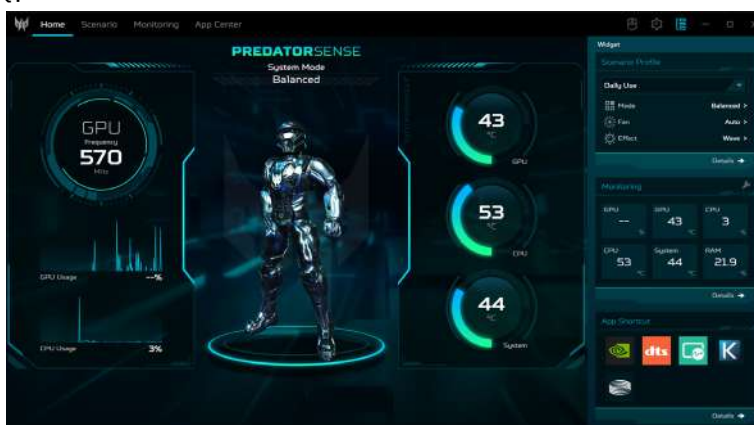 Home Scenario Monitoring App Center
PREDATORSENSE
System Mode
Balanced
GPU
Frequency
570
MHz
GPU Usage --%
CPU Usage 3%
43
°C
GPU
53
°C
CPU
44
°C
System
Widget
Scenario Profile
Daily Use
Mode Balanced >
Fan Auto >
Effect Wave >
Details →
Monitoring
GPU GPU CPU
-- 43 3
% °C %
CPU System RAM
53 44 21.9
°C °C %
Details →
App Shortcut
dts K
Details →